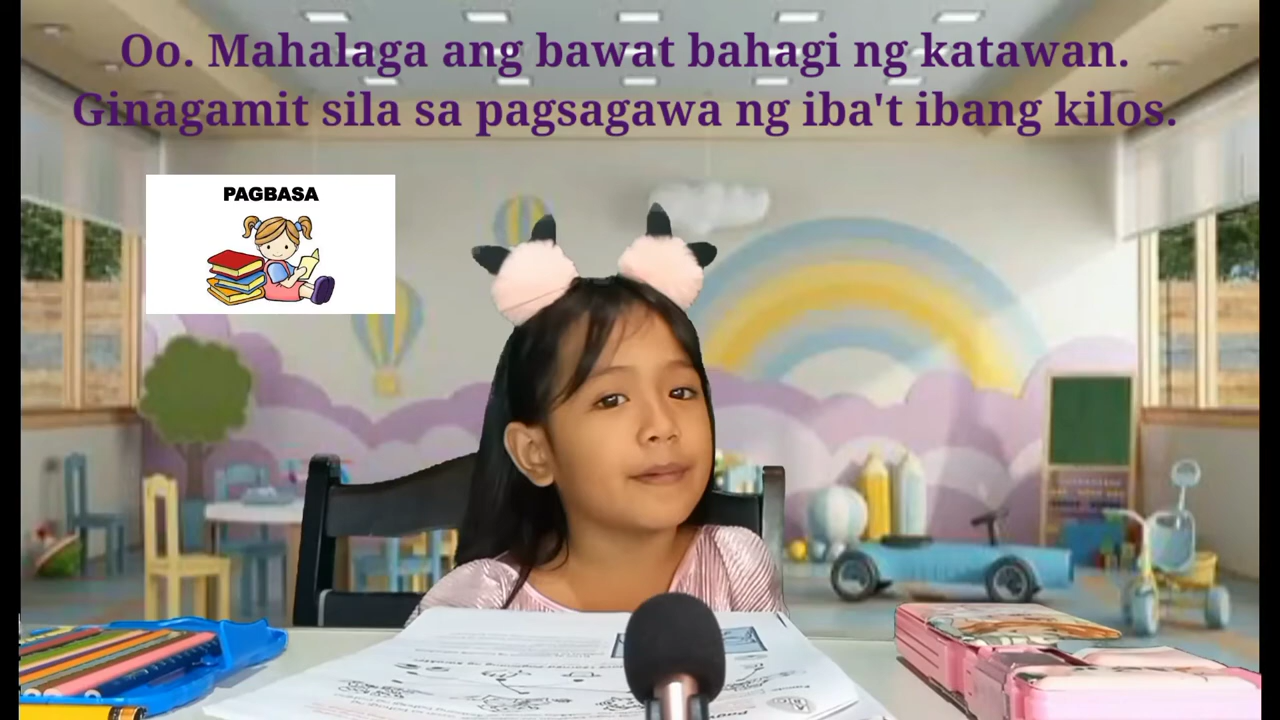 Oo. Mahalaga ang bawat bahagi ng katawan.
Ginagamit sila sa pagsagawa ng iba't ibang kilos.
PAGBASA